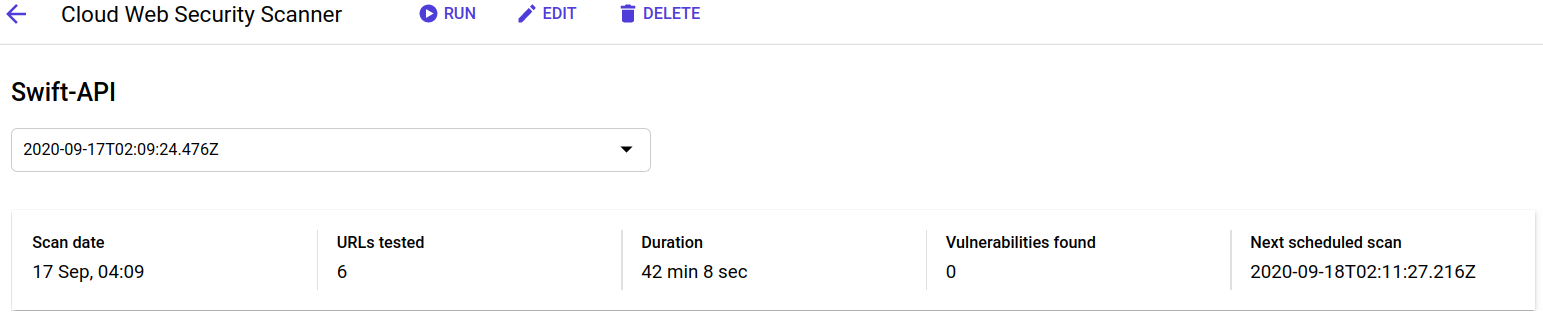 Cloud Web Security Scanner RUN EDIT DELETE
Swift-API
2020-09-17T02:09:24.476Z
Scan date URLs tested Duration Vulnerabilities found Next scheduled scan
17 Sep, 04:09 6 42 min 8 sec 0 2020-09-18T02:11:27.216Z